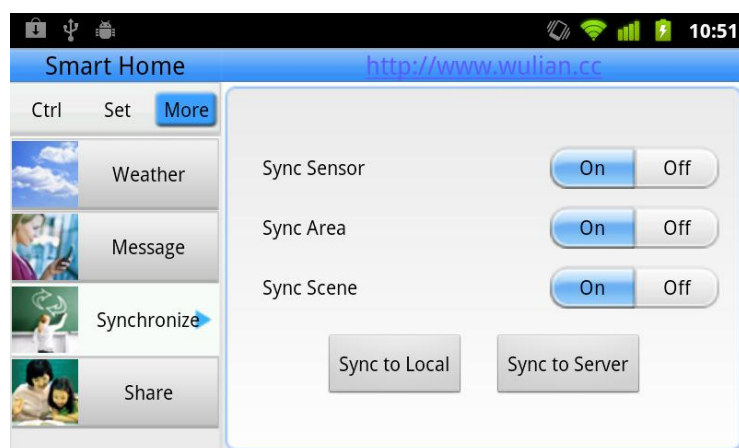 10:51
Smart Home
http://www.wulian.cc
Ctrl Set More
Weather
Message
Synchronize
Share
Sync Sensor On Off
Sync Area On Off
Sync Scene On Off
Sync to Local Sync to Server